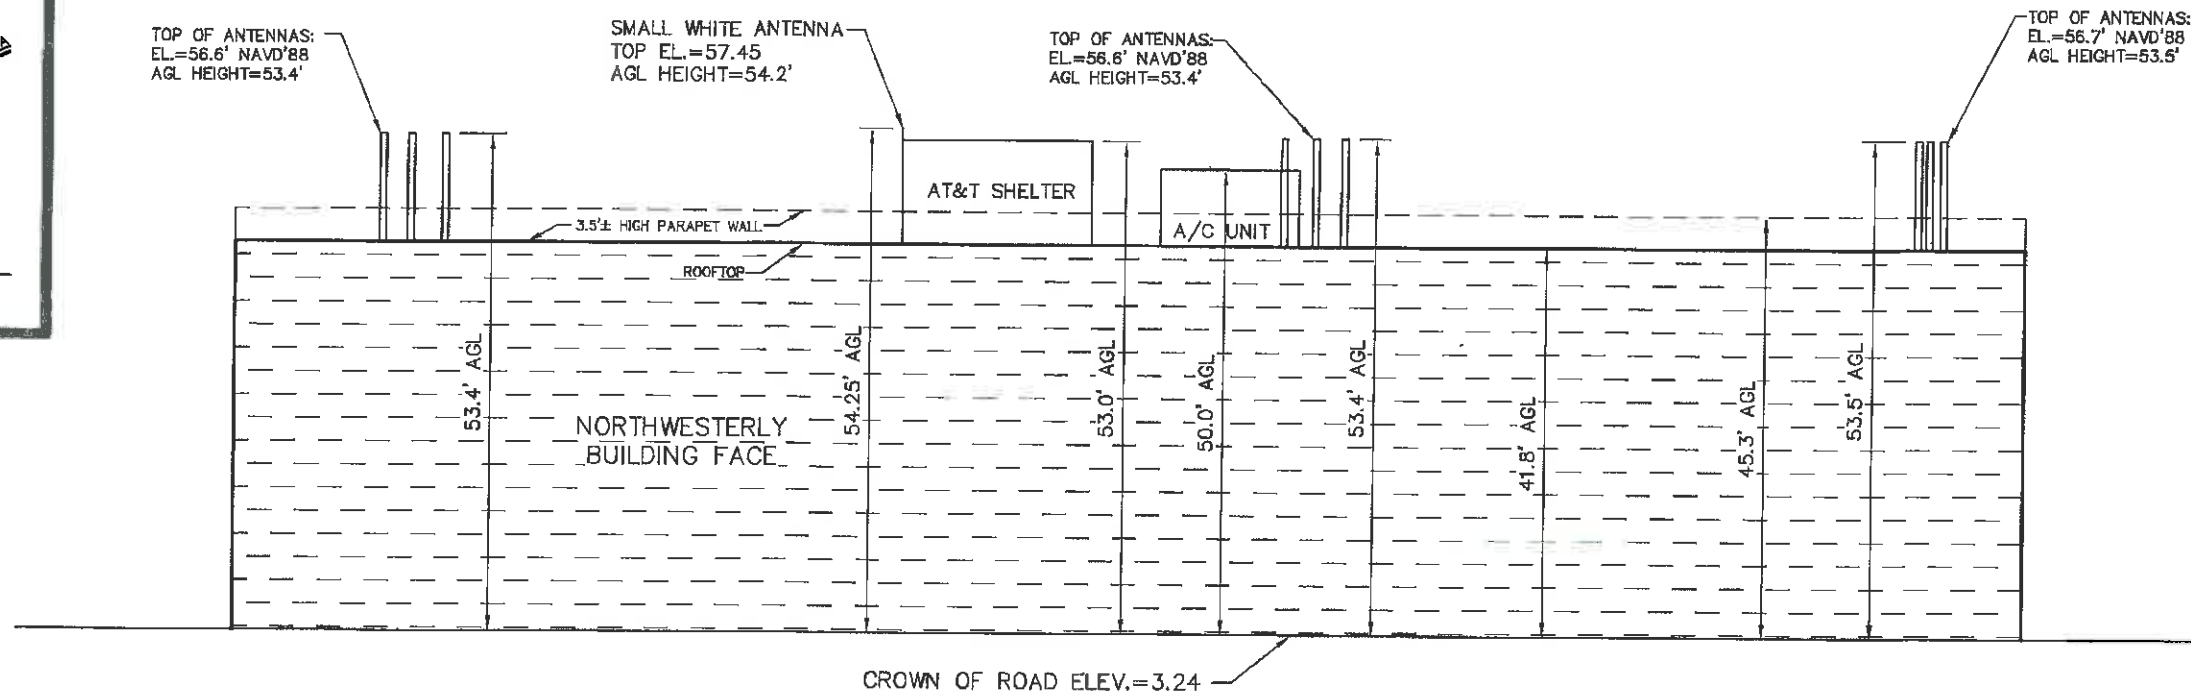 TOP OF ANTENNAS:
EL.=56.6' NAVD'88
AGL HEIGHT=53.4'
SMALL WHITE ANTENNA
TOP EL.=57.45
AGL HEIGHT=54.2'
TOP OF ANTENNAS:
EL.=56.6' NAVD'88
AGL HEIGHT=53.4'
TOP OF ANTENNAS:
EL.=56.7' NAVD'88
AGL HEIGHT=53.5'
AT&T SHELTER
3.5'± HIGH PARAPET WALL
A/C UNIT
ROOFTOP
53.4' AGL
NORTHWESTERLY
BUILDING FACE
54.25' AGL
53.0' AGL
50.0' AGL
53.4' AGL
41.8' AGL
45.3' AGL
53.5' AGL
CROWN OF ROAD ELEV.=3.24